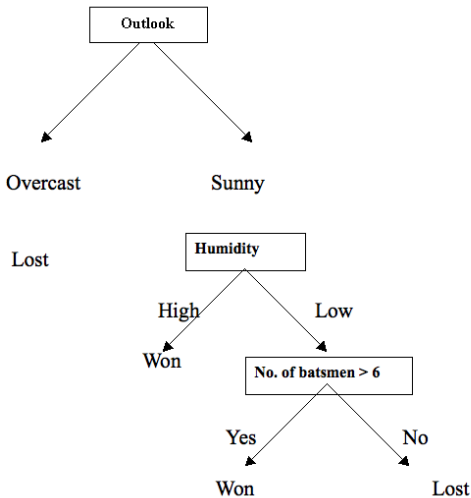 Outlook
Overcast Sunny
Lost
Humidity
High Low
Won
No. of batsmen > 6
Yes No
Won Lost